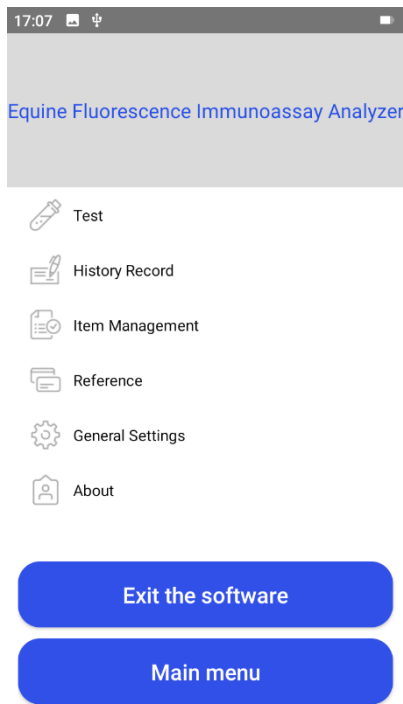 17:07
Equine Fluorescence Immunoassay Analyzer
Test
History Record
Item Management
Reference
General Settings
About
Exit the software
Main menu